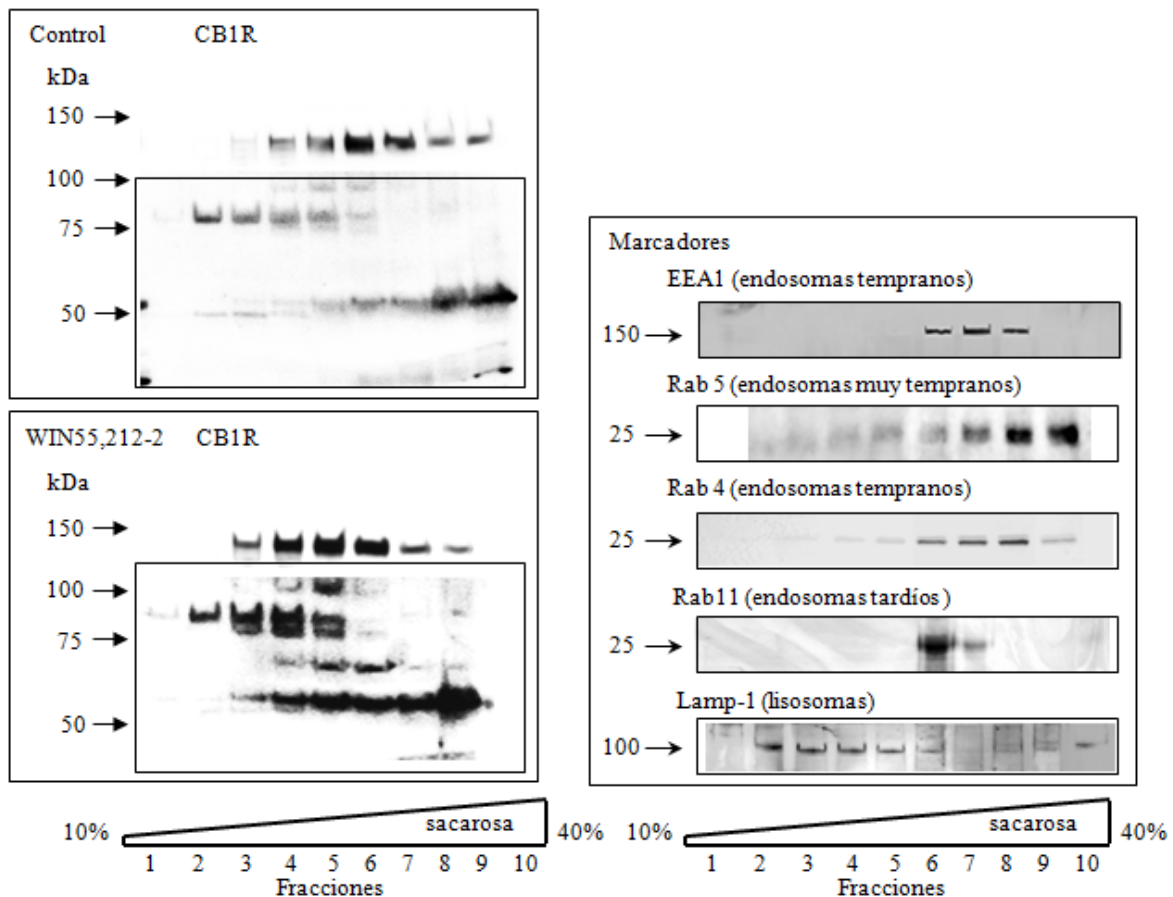 Control CB1R
kDa
150
100
75
50
WIN55,212-2 CB1R
kDa
150
100
75
50
10% sacarosa 40%
1 2 3 4 5 6 7 8 9 10
Fracciones
Marcadores
EEA1 (endosomas tempranos)
150
Rab 5 (endosomas muy tempranos)
25
Rab 4 (endosomas tempranos)
25
Rab11 (endosomas tardíos )
25
Lamp-1 (lisosomas)
100
10% sacarosa 40%
1 2 3 4 5 6 7 8 9 10
Fracciones